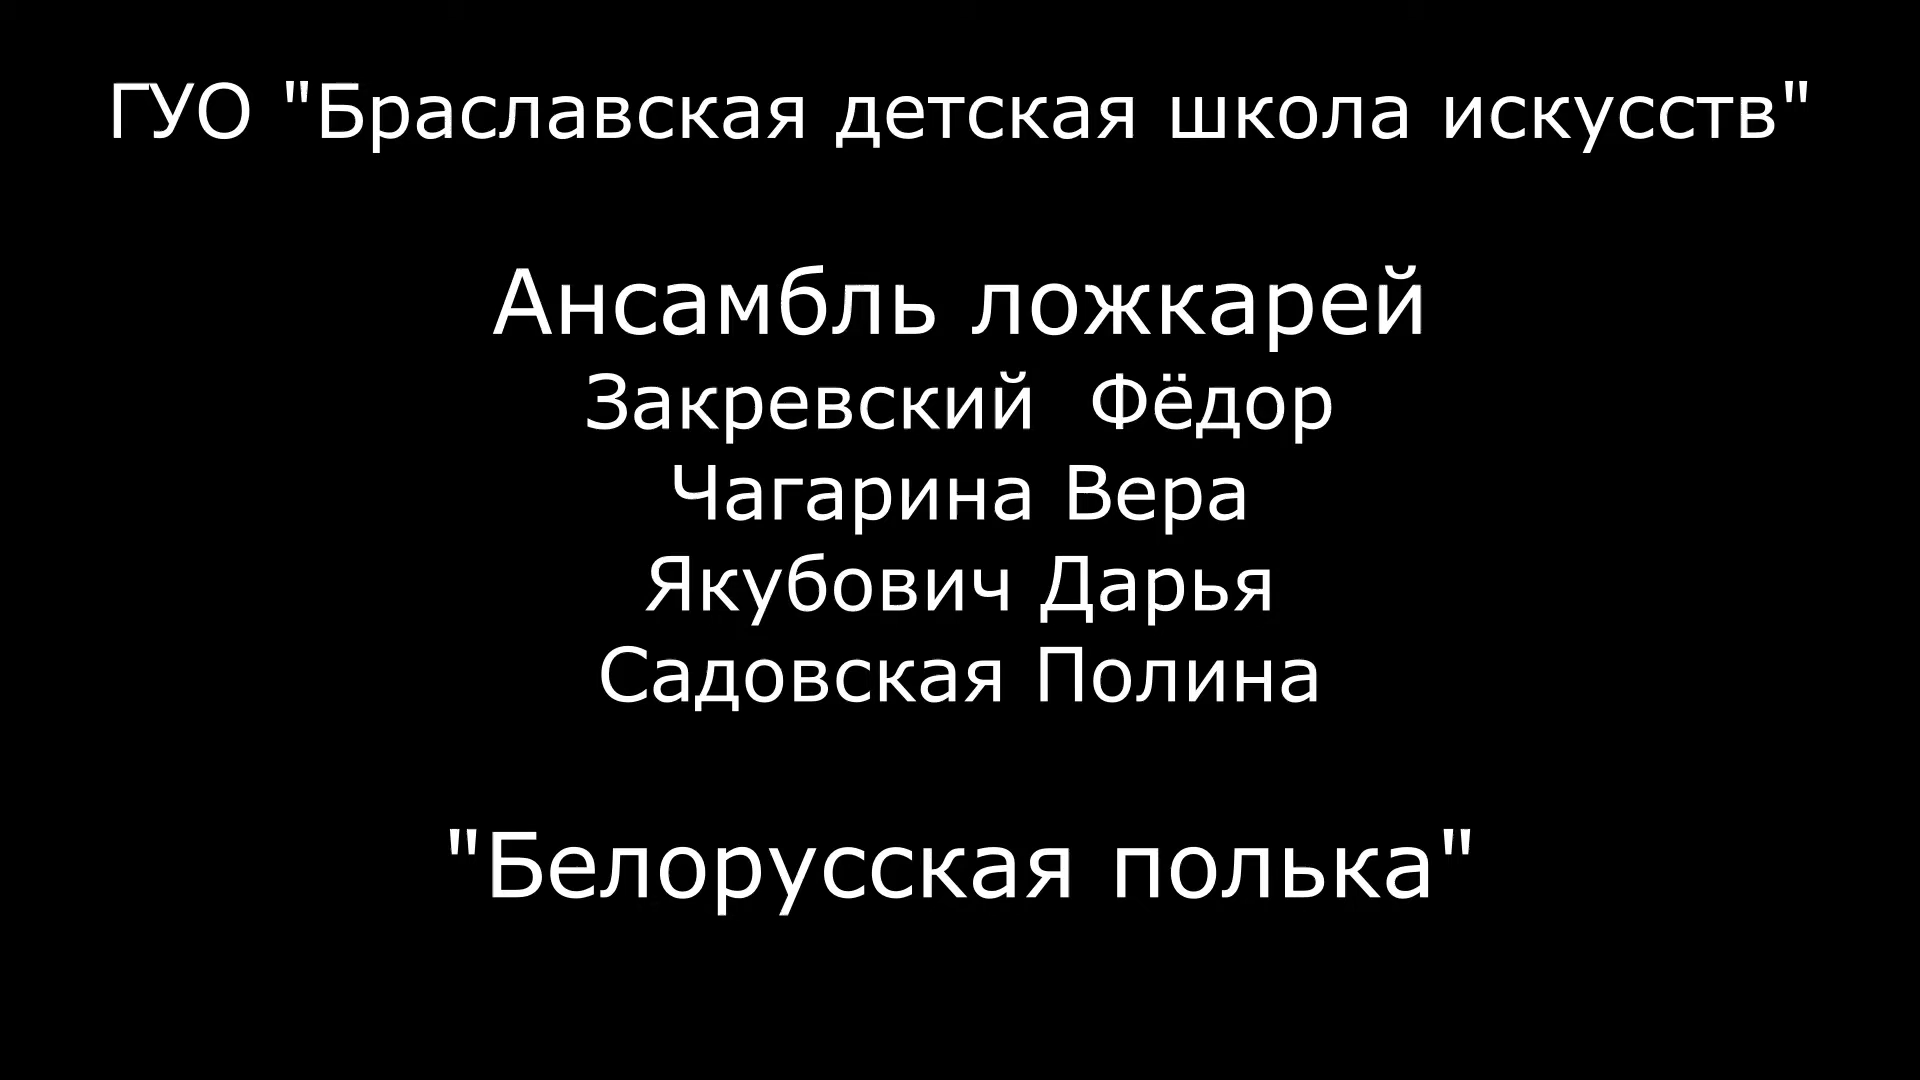 ГУО "Браславская детская школа искусств"
Ансамбль ложкарей
Закревский  Фёдор
Чагарина Вера
Якубович Дарья
Садовская Полина
"Белорусская полька"